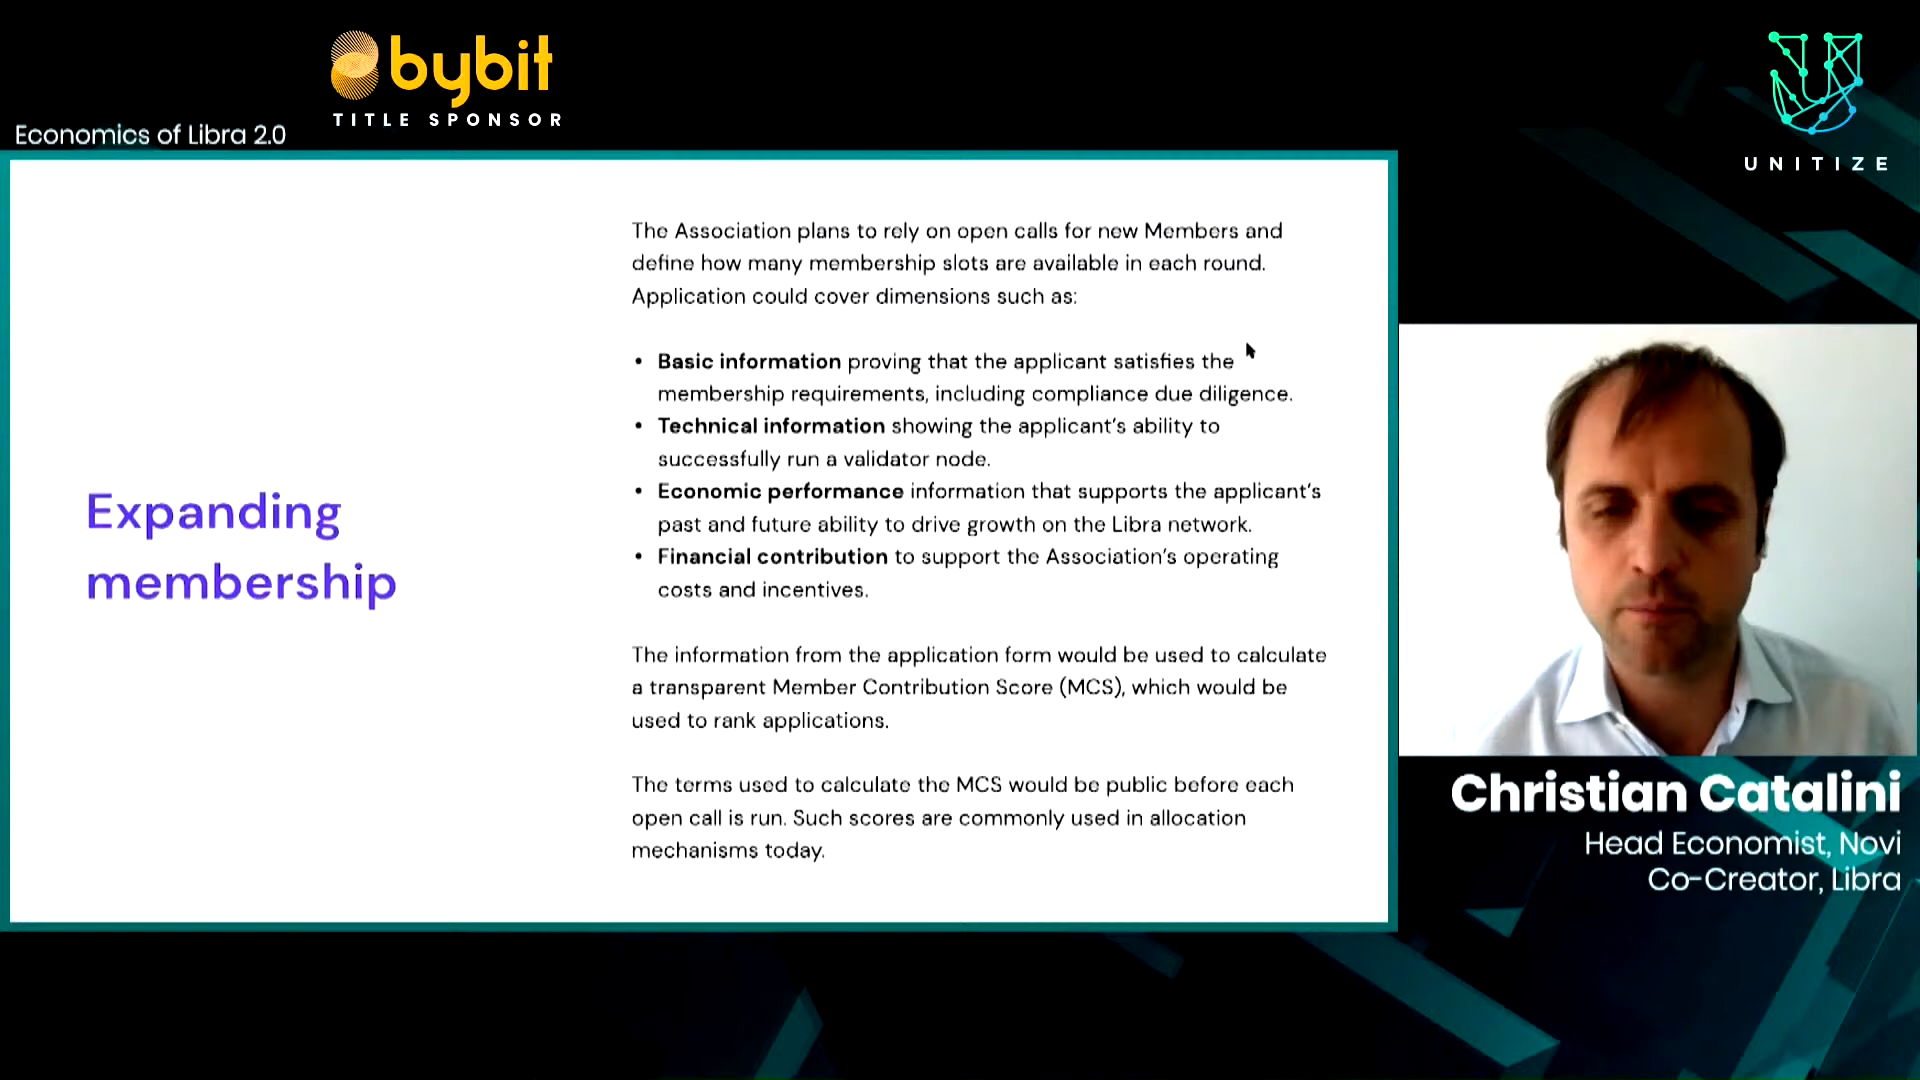 bybit
TITLE SPONSOR
Economics of Libra 2.0
UNITIZE
Expanding
membership
The Association plans to rely on open calls for new Members and
define how many membership slots are available in each round.
Application could cover dimensions such as:
• Basic information proving that the applicant satisfies the
membership requirements, including compliance due diligence.
• Technical information showing the applicant's ability to
successfully run a validator node.
• Economic performance information that supports the applicant's
past and future ability to drive growth on the Libra network.
• Financial contribution to support the Association's operating
costs and incentives.
The information from the application form would be used to calculate
a transparent Member Contribution Score (MCS), which would be
used to rank applications.
The terms used to calculate the MCS would be public before each
open call is run. Such scores are commonly used in allocation
mechanisms today.
Christian Catalini
Head Economist, Novi
Co-Creator, Libra